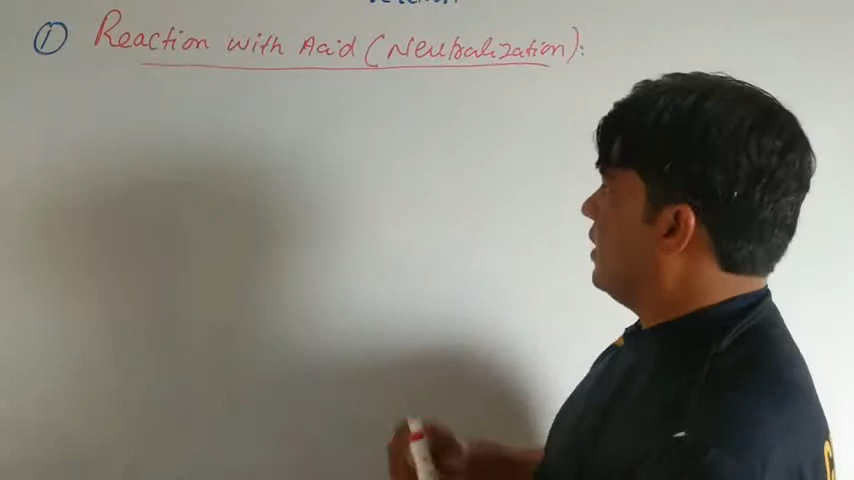 ① Reaction with Acid (Neutralization):